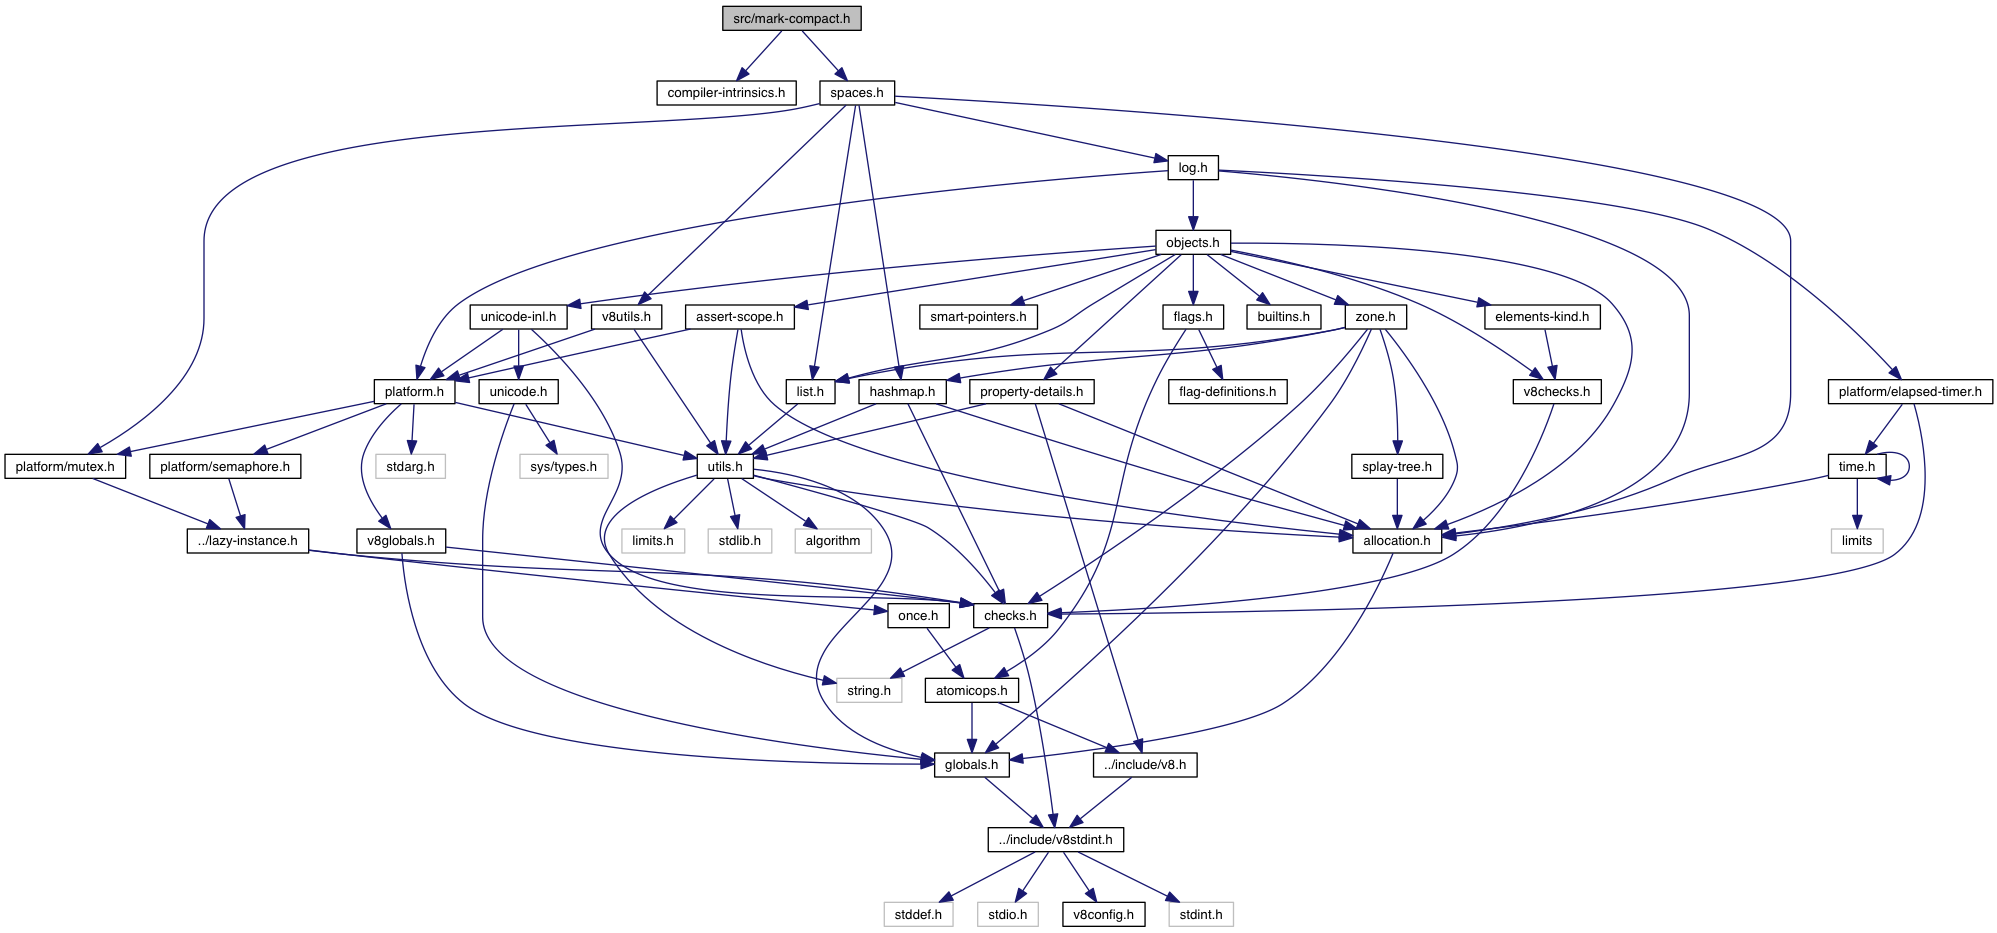 src/mark-compact.h
compiler-intrinsics.h
spaces.h
log.h
objects.h
unicode-inl.h
v8utils.h
assert-scope.h
smart-pointers.h
flags.h
builtins.h
zone.h
elements-kind.h
platform.h
unicode.h
list.h
hashmap.h
property-details.h
flag-definitions.h
v8checks.h
platform/elapsed-timer.h
platform/mutex.h
platform/semaphore.h
stdarg.h
sys/types.h
utils.h
splay-tree.h
time.h
../lazy-instance.h
v8globals.h
limits.h
stdlib.h
algorithm
allocation.h
limits
once.h
checks.h
string.h
atomicops.h
globals.h
../include/v8.h
../include/v8stdint.h
stddef.h
stdio.h
v8config.h
stdint.h